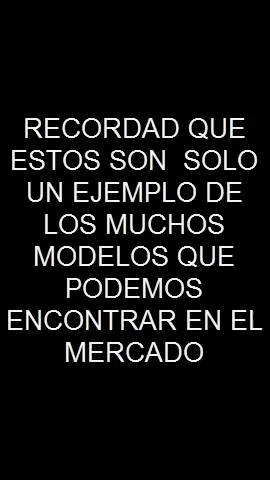 RECORDAD QUE
ESTOS SON  SOLO
UN EJEMPLO DE
LOS MUCHOS
MODELOS QUE
PODEMOS
ENCONTRAR EN EL
MERCADO